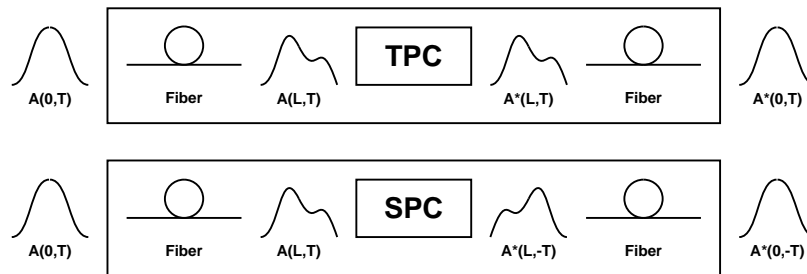 TPC
A(0,T) Fiber A(L,T) A*(L,T) Fiber A*(0,T)
SPC
A(0,T) Fiber A(L,T) A*(L,-T) Fiber A*(0,-T)